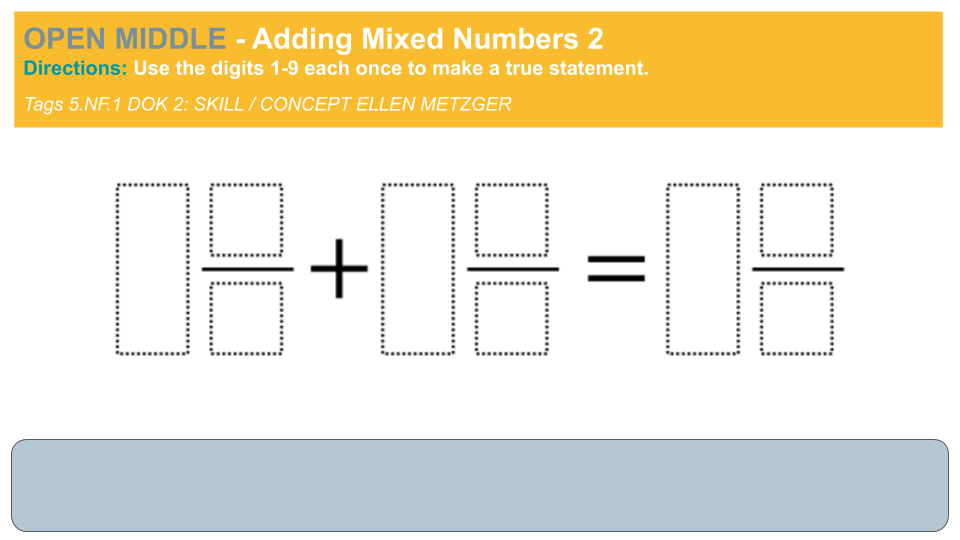 OPEN MIDDLE - Adding Mixed Numbers 2
Directions: Use the digits 1-9 each once to make a true statement.
Tags 5.NF.1 DOK 2: SKILL / CONCEPT ELLEN METZGER
+ =